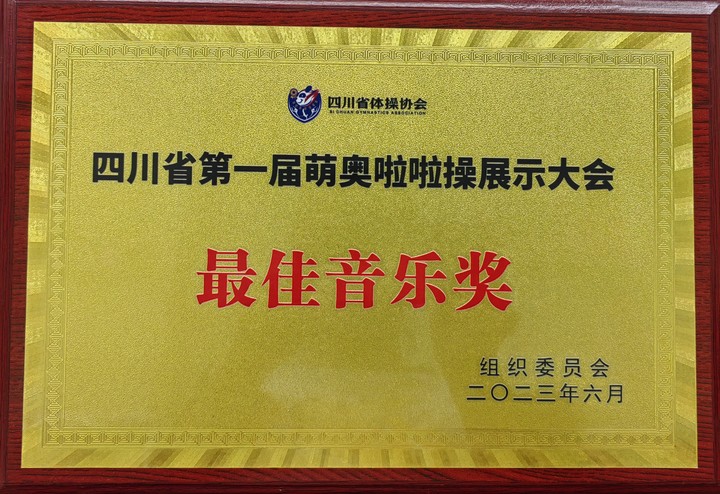 四川省体操协会
SI CHUAN GYMNASTICS ASSOCIATION
四川省第一届萌奥啦啦操展示大会
最佳音乐奖
组织委员会
二〇二三年六月